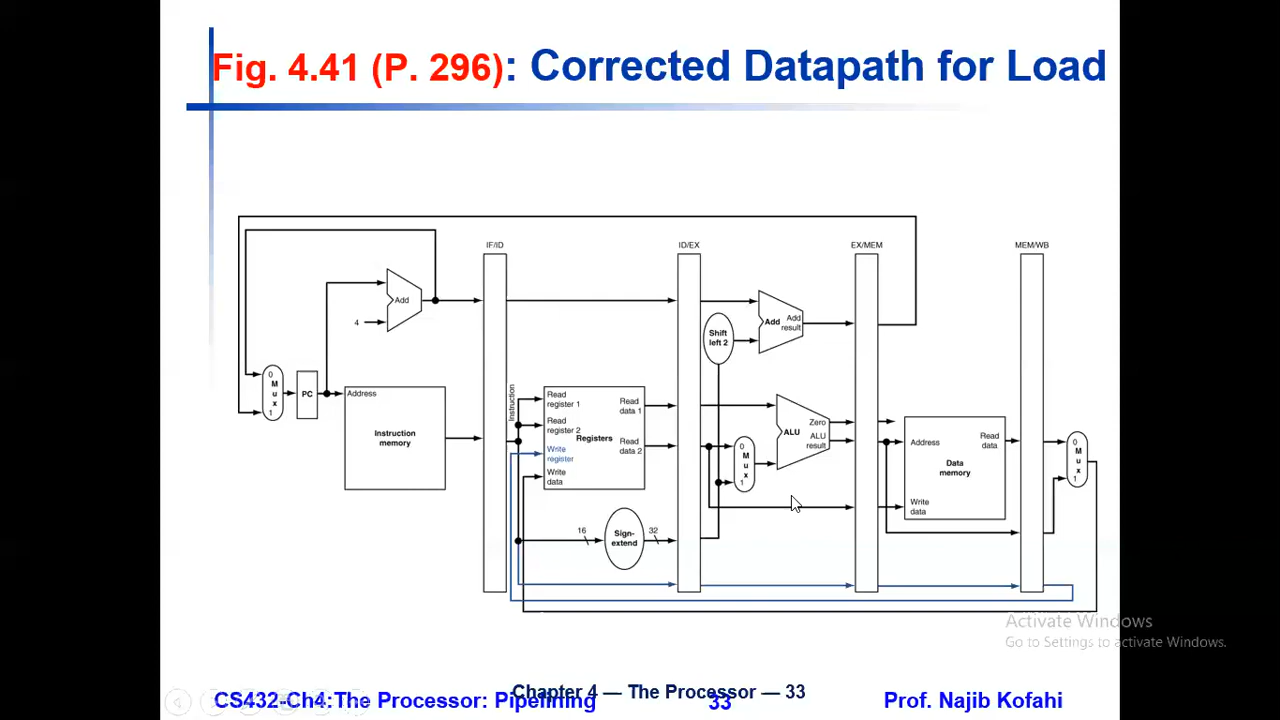 Fig. 4.41 (P. 296): Corrected Datapath for Load
IF/ID
ID/EX
EX/MEM
MEM/WB
Add
4
Shift
left 2
Add
Add
result
0
M
u
x
1
PC
Address
Instruction
memory
Instruction
Read
register 1
Read
register 2
Write
register
Write
data
Registers
Read
data 1
Read
data 2
16
Sign-
extend
32
0
M
u
x
1
ALU
Zero
ALU
result
Address
Read
data
Data
memory
Write
data
0
M
u
x
1
Activate Windows
Go to Settings to activate Windows.
CS432-Ch4:The Processor: Pipefining
Chapter 4 — The Processor — 33
33
Prof. Najib Kofahi